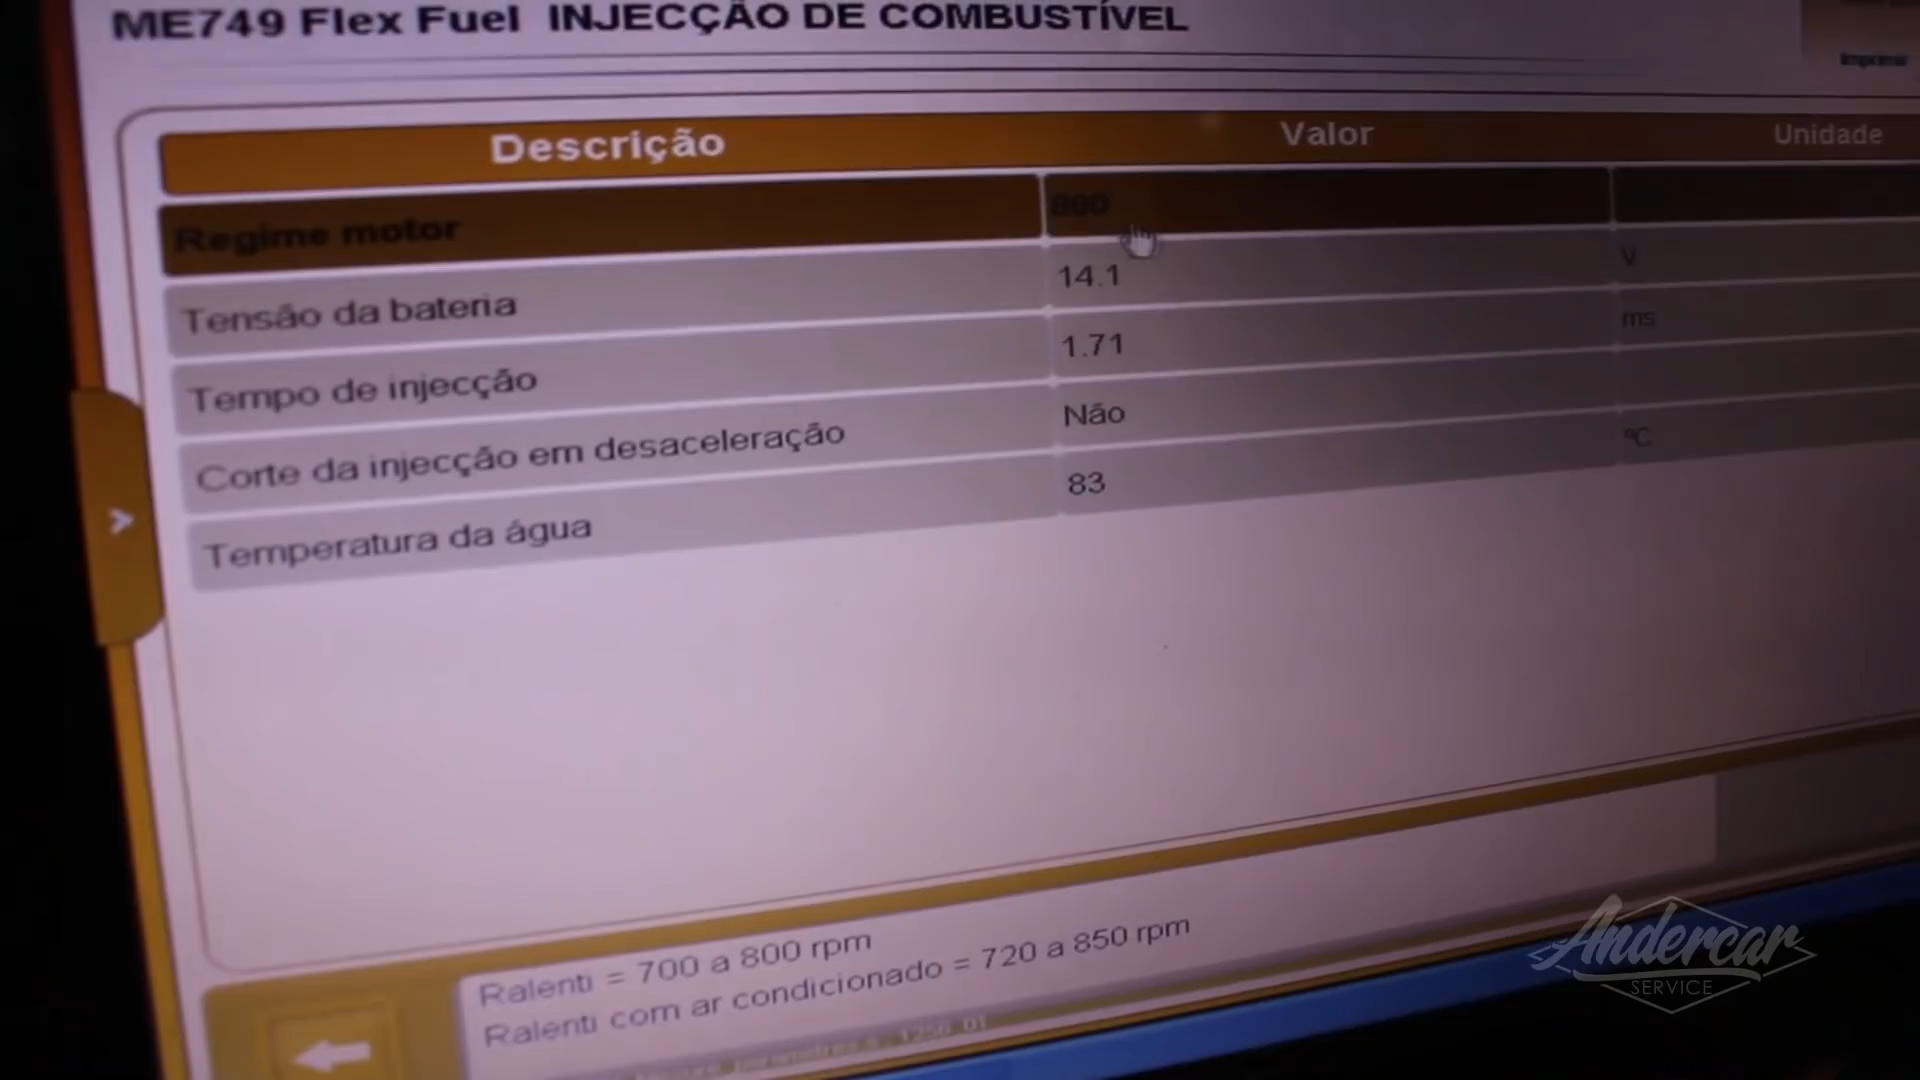 ME749 Flex Fuel INJECÇÃO DE COMBUSTÍVEL
Imprimir
Descrição Valor Unidade
Regime motor
Tensão da bateria 14.1 V
Tempo de injecção 1.71 ms
Corte da injecção em desaceleração Não
Temperatura da água 83 ºC
Ralenti = 700 a 800 rpm
Ralenti com ar condicionado = 720 a 850 rpm
Andercar
SERVICE